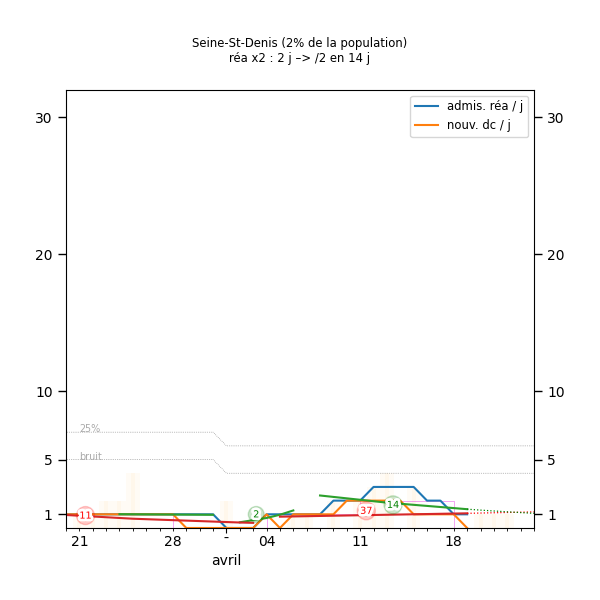 Seine-St-Denis (2% de la population)
réa x2 : 2 j –> /2 en 14 j
admis. réa / j
nouv. dc / j
30 30
20 20
10 10
25%
5 bruit 5
1 11 2 37 14 1
21 28 - 04 11 18
avril